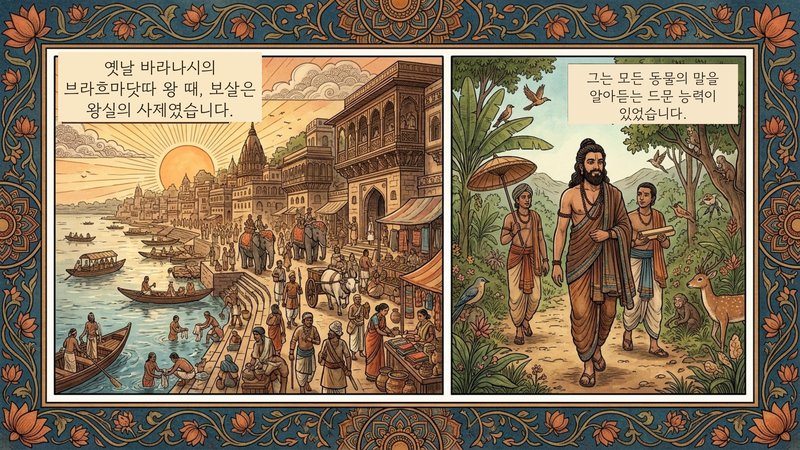 옛날 바라나시의
브라흐마닷따 왕 때, 보살은
왕실의 사제였습니다.
그는 모든 동물의 말을
알아듣는 드문 능력이
있었습니다.